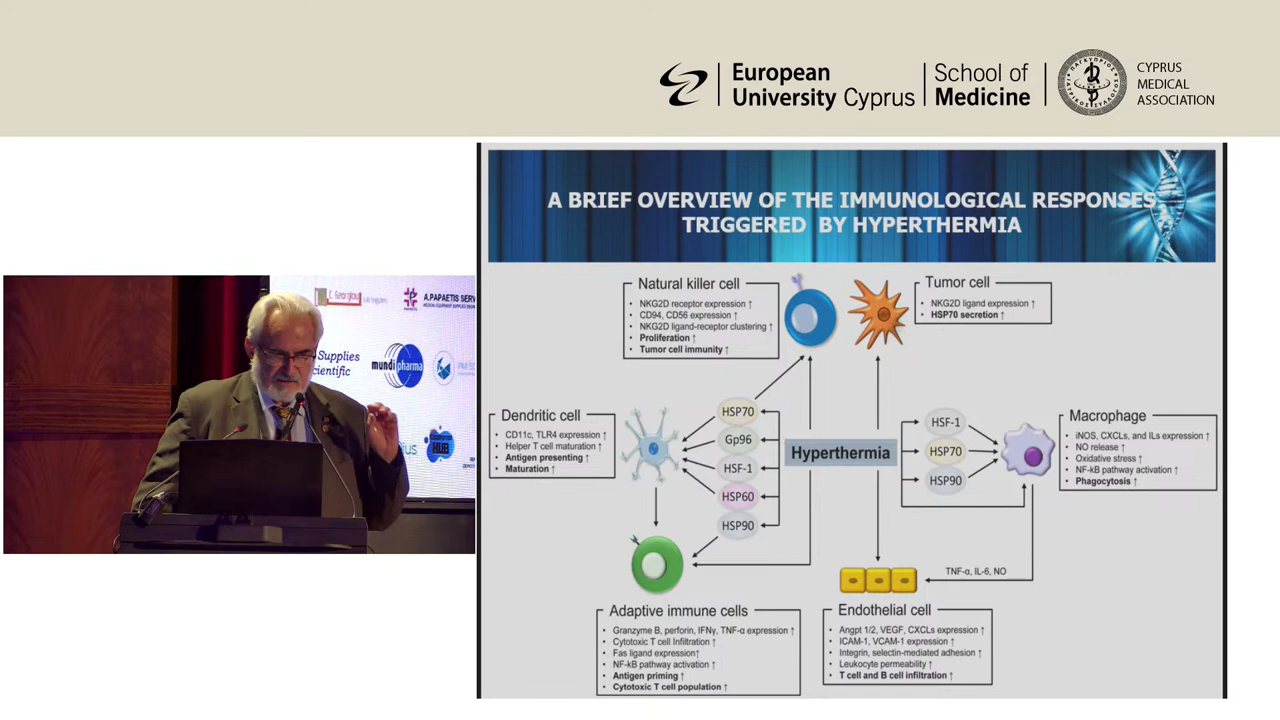 European
University Cyprus
School of
Medicine
ΠΑΓΚΥΠΡΙΟΣ
ΙΑΤΡΙΚΟΣ ΣΥΛΛΟΓΟΣ
CYPRUS
MEDICAL
ASSOCIATION
A BRIEF OVERVIEW OF THE IMMUNOLOGICAL RESPONSES
TRIGGERED BY HYPERTHERMIA
Natural killer cell
• NKG2D receptor expression ↑
• CD94, CD56 expression ↑
• NKG2D ligand-receptor clustering ↑
• Proliferation ↑
• Tumor cell immunity ↑
Tumor cell
• NKG2D ligand expression ↑
• HSP70 secretion ↑
Dendritic cell
• CD11c, TLR4 expression ↑
• Helper T cell maturation ↑
• Antigen presenting ↑
• Maturation ↑
HSP70
Gp96
HSF-1
HSP60
HSP90
Hyperthermia
HSF-1
HSP70
HSP90
Macrophage
• iNOS, CXCLs, and ILs expression ↑
• NO release ↑
• Oxidative stress ↑
• NF-kB pathway activation ↑
• Phagocytosis ↑
TNF-α, IL-6, NO
Adaptive immune cells
• Granzyme B, perforin, IFNγ, TNF-α expression ↑
• Cytotoxic T cell Infiltration ↑
• Fas ligand expression↑
• NF-kB pathway activation ↑
• Antigen priming ↑
• Cytotoxic T cell population ↑
Endothelial cell
• Angpt 1/2, VEGF, CXCLs expression ↑
• ICAM-1, VCAM-1 expression ↑
• Integrin, selectin-mediated adhesion ↑
• Leukocyte permeability ↑
• T cell and B cell infiltration ↑
C. Georgiou
A.PAPAETIS SERV
Supplies
mundipharma
HUB